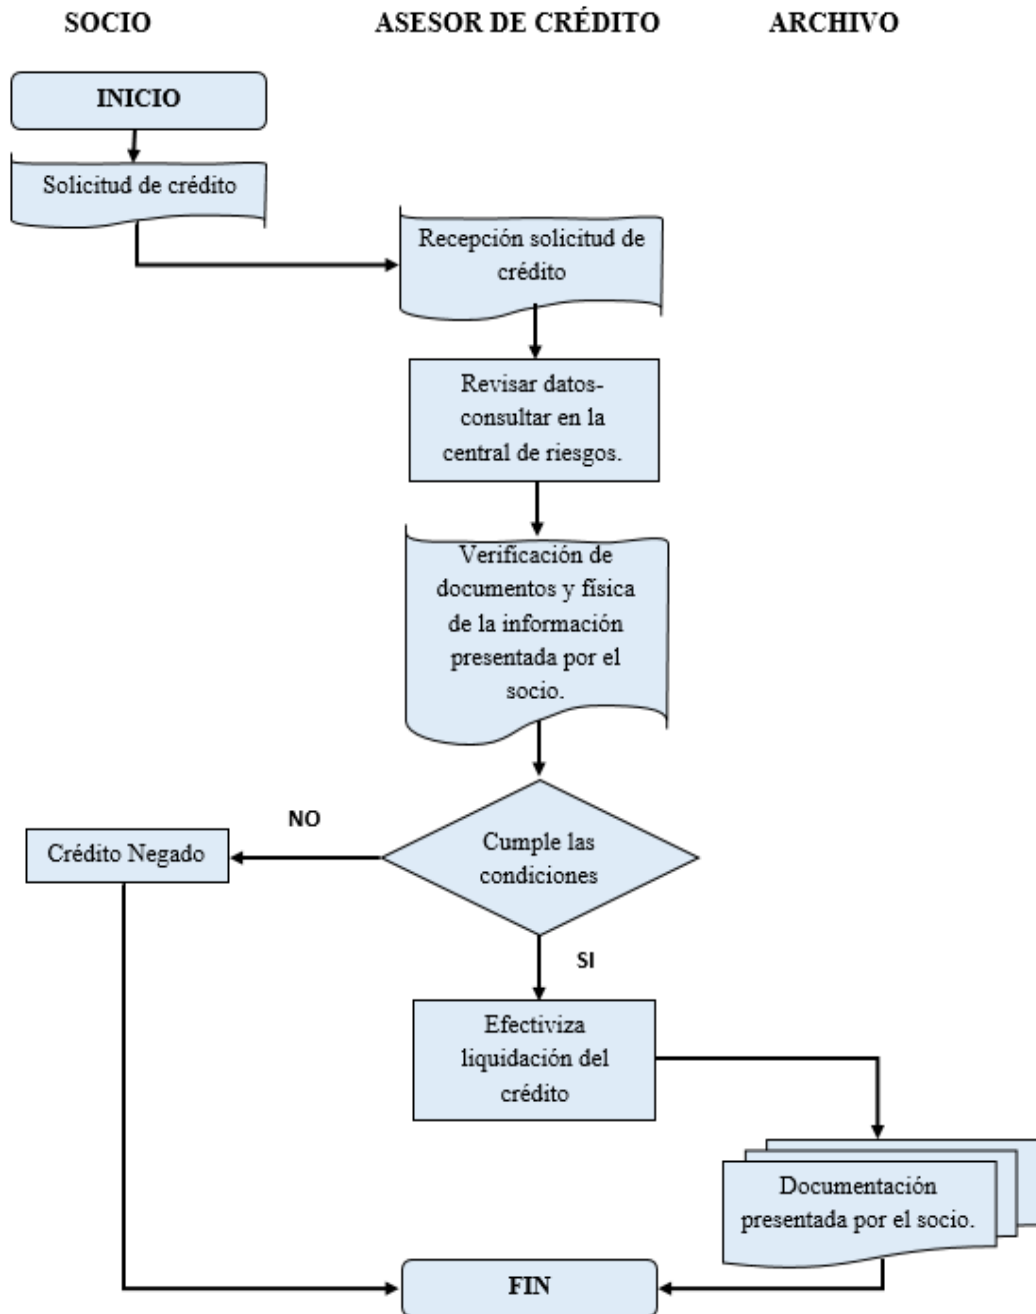 SOCIO
ASESOR DE CRÉDITO
ARCHIVO
INICIO
Solicitud de crédito
Recepción solicitud de
crédito
Revisar datos-
consultar en la
central de riesgos.
Verificación de
documentos y física
de la información
presentada por el
socio.
Cumple las
condiciones
NO
Crédito Negado
SI
Efectiviza
liquidación del
crédito
Documentación
presentada por el socio.
FIN